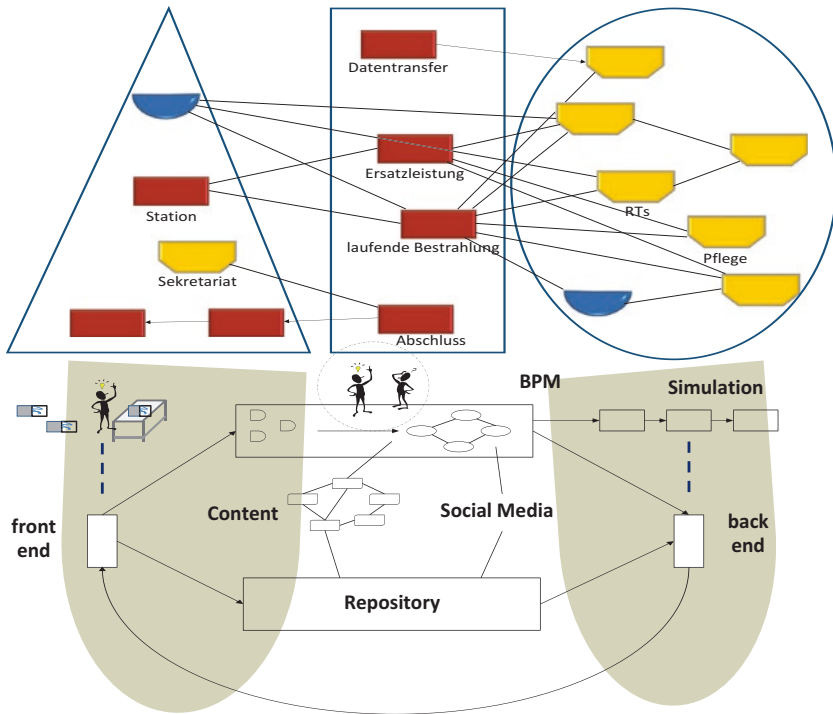 Datentransfer
Ersatzleistung
Station
RTs
laufende Bestrahlung
Pflege
Sekretariat
Abschluss
BPM
Simulation
Content
Social Media
front
end
back
end
Repository